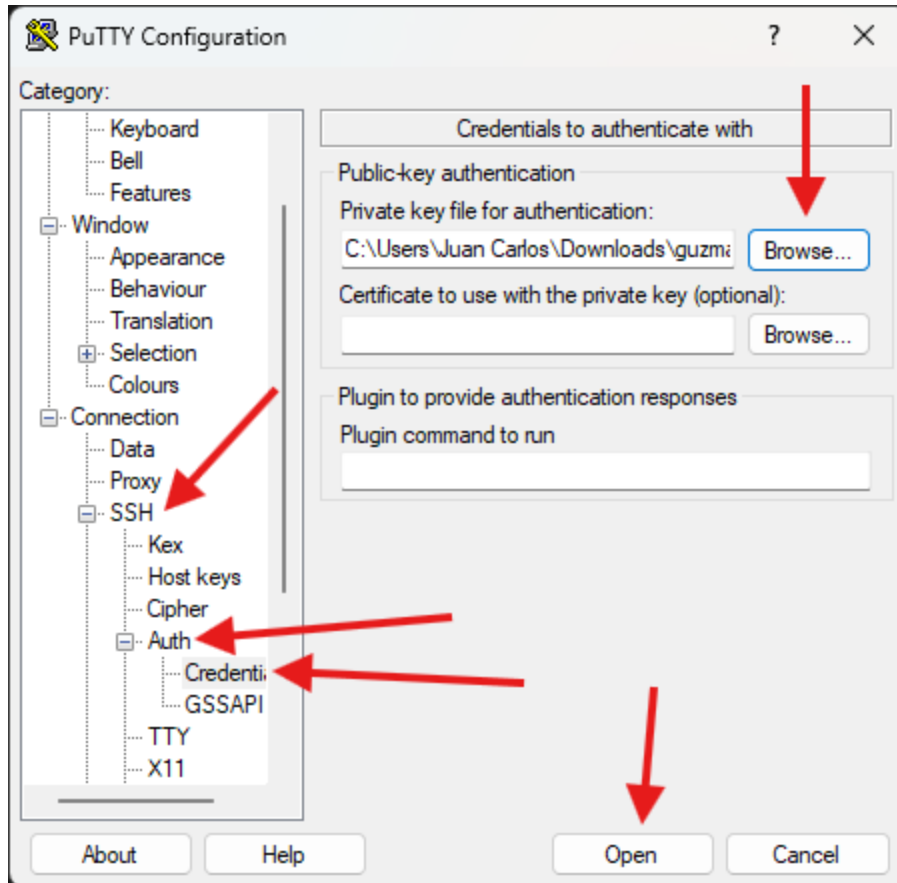 PuTTY Configuration
?
Category:
Keyboard
Bell
Features
Window
Appearance
Behaviour
Translation
Selection
Colours
Connection
Data
Proxy
SSH
Kex
Host keys
Cipher
Auth
Credenti
GSSAPI
TTY
X11
Credentials to authenticate with
Public-key authentication
Private key file for authentication:
C:\Users\Juan Carlos\Downloads\guzma
Browse...
Certificate to use with the private key (optional):
Browse...
Plugin to provide authentication responses
Plugin command to run
About
Help
Open
Cancel